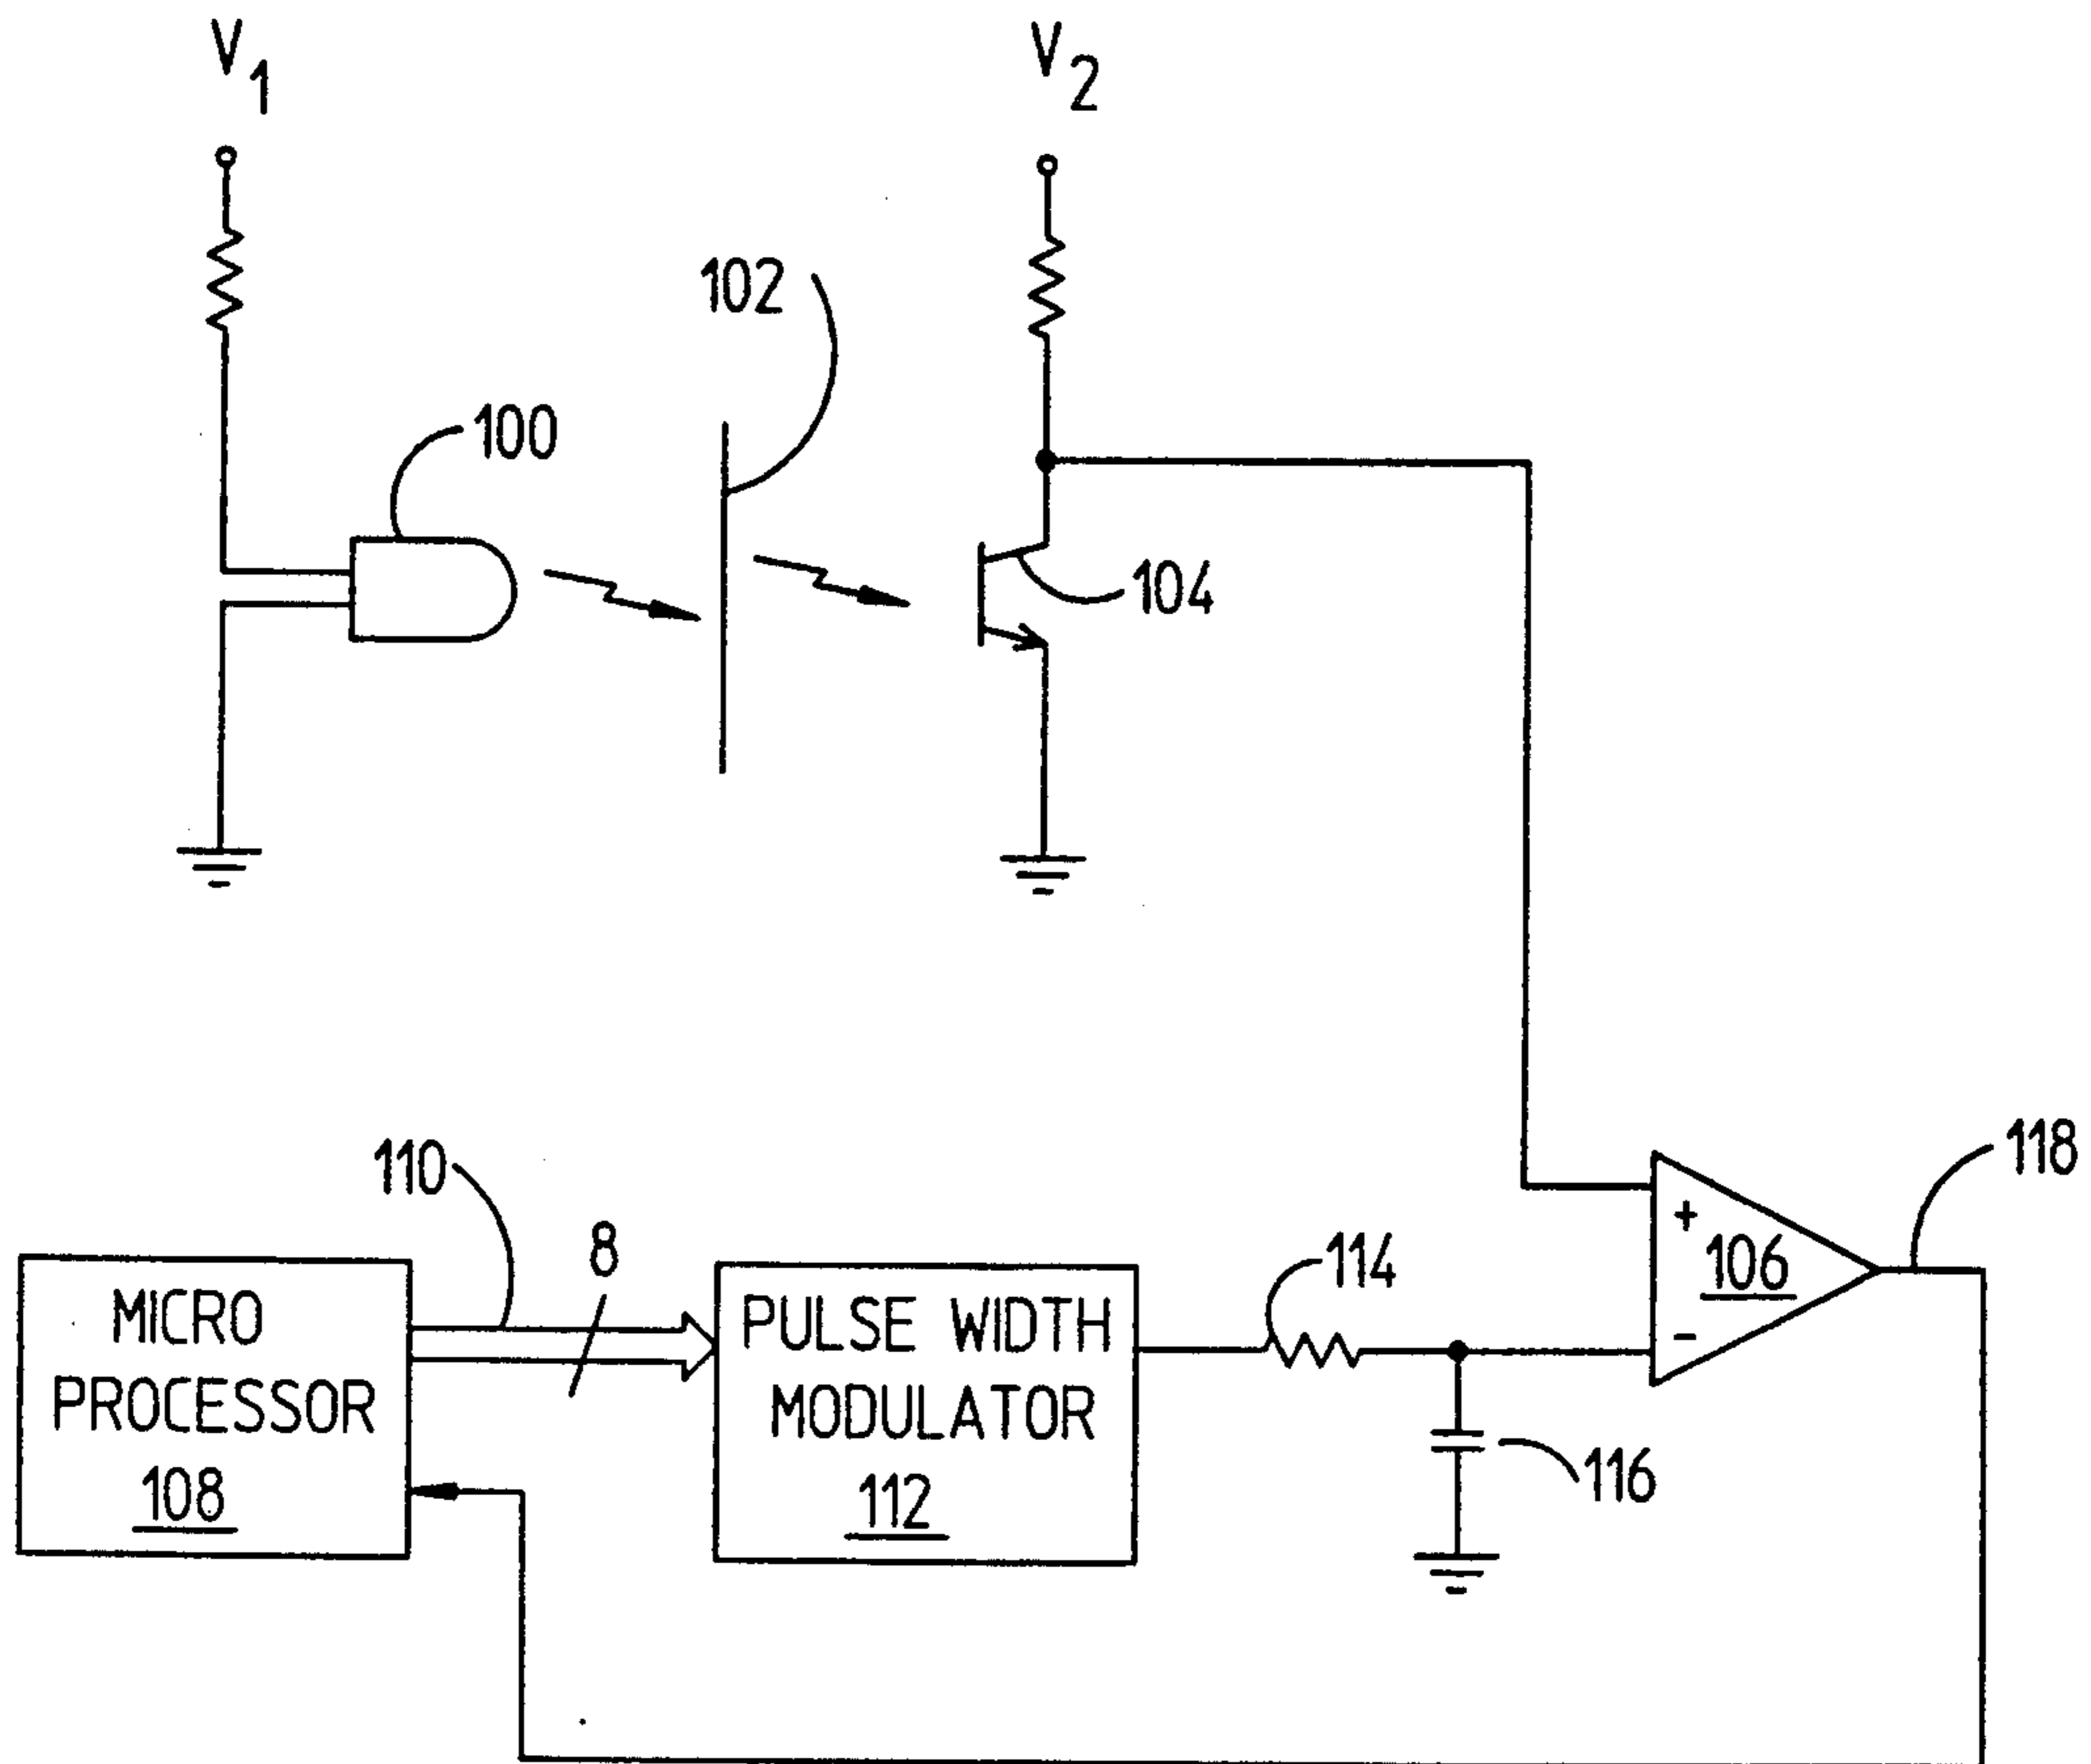 V1
V2
102
100
104
110
8
118
MICRO
PROCESSOR
108
PULSE WIDTH
MODULATOR
112
114
+
106
-
116